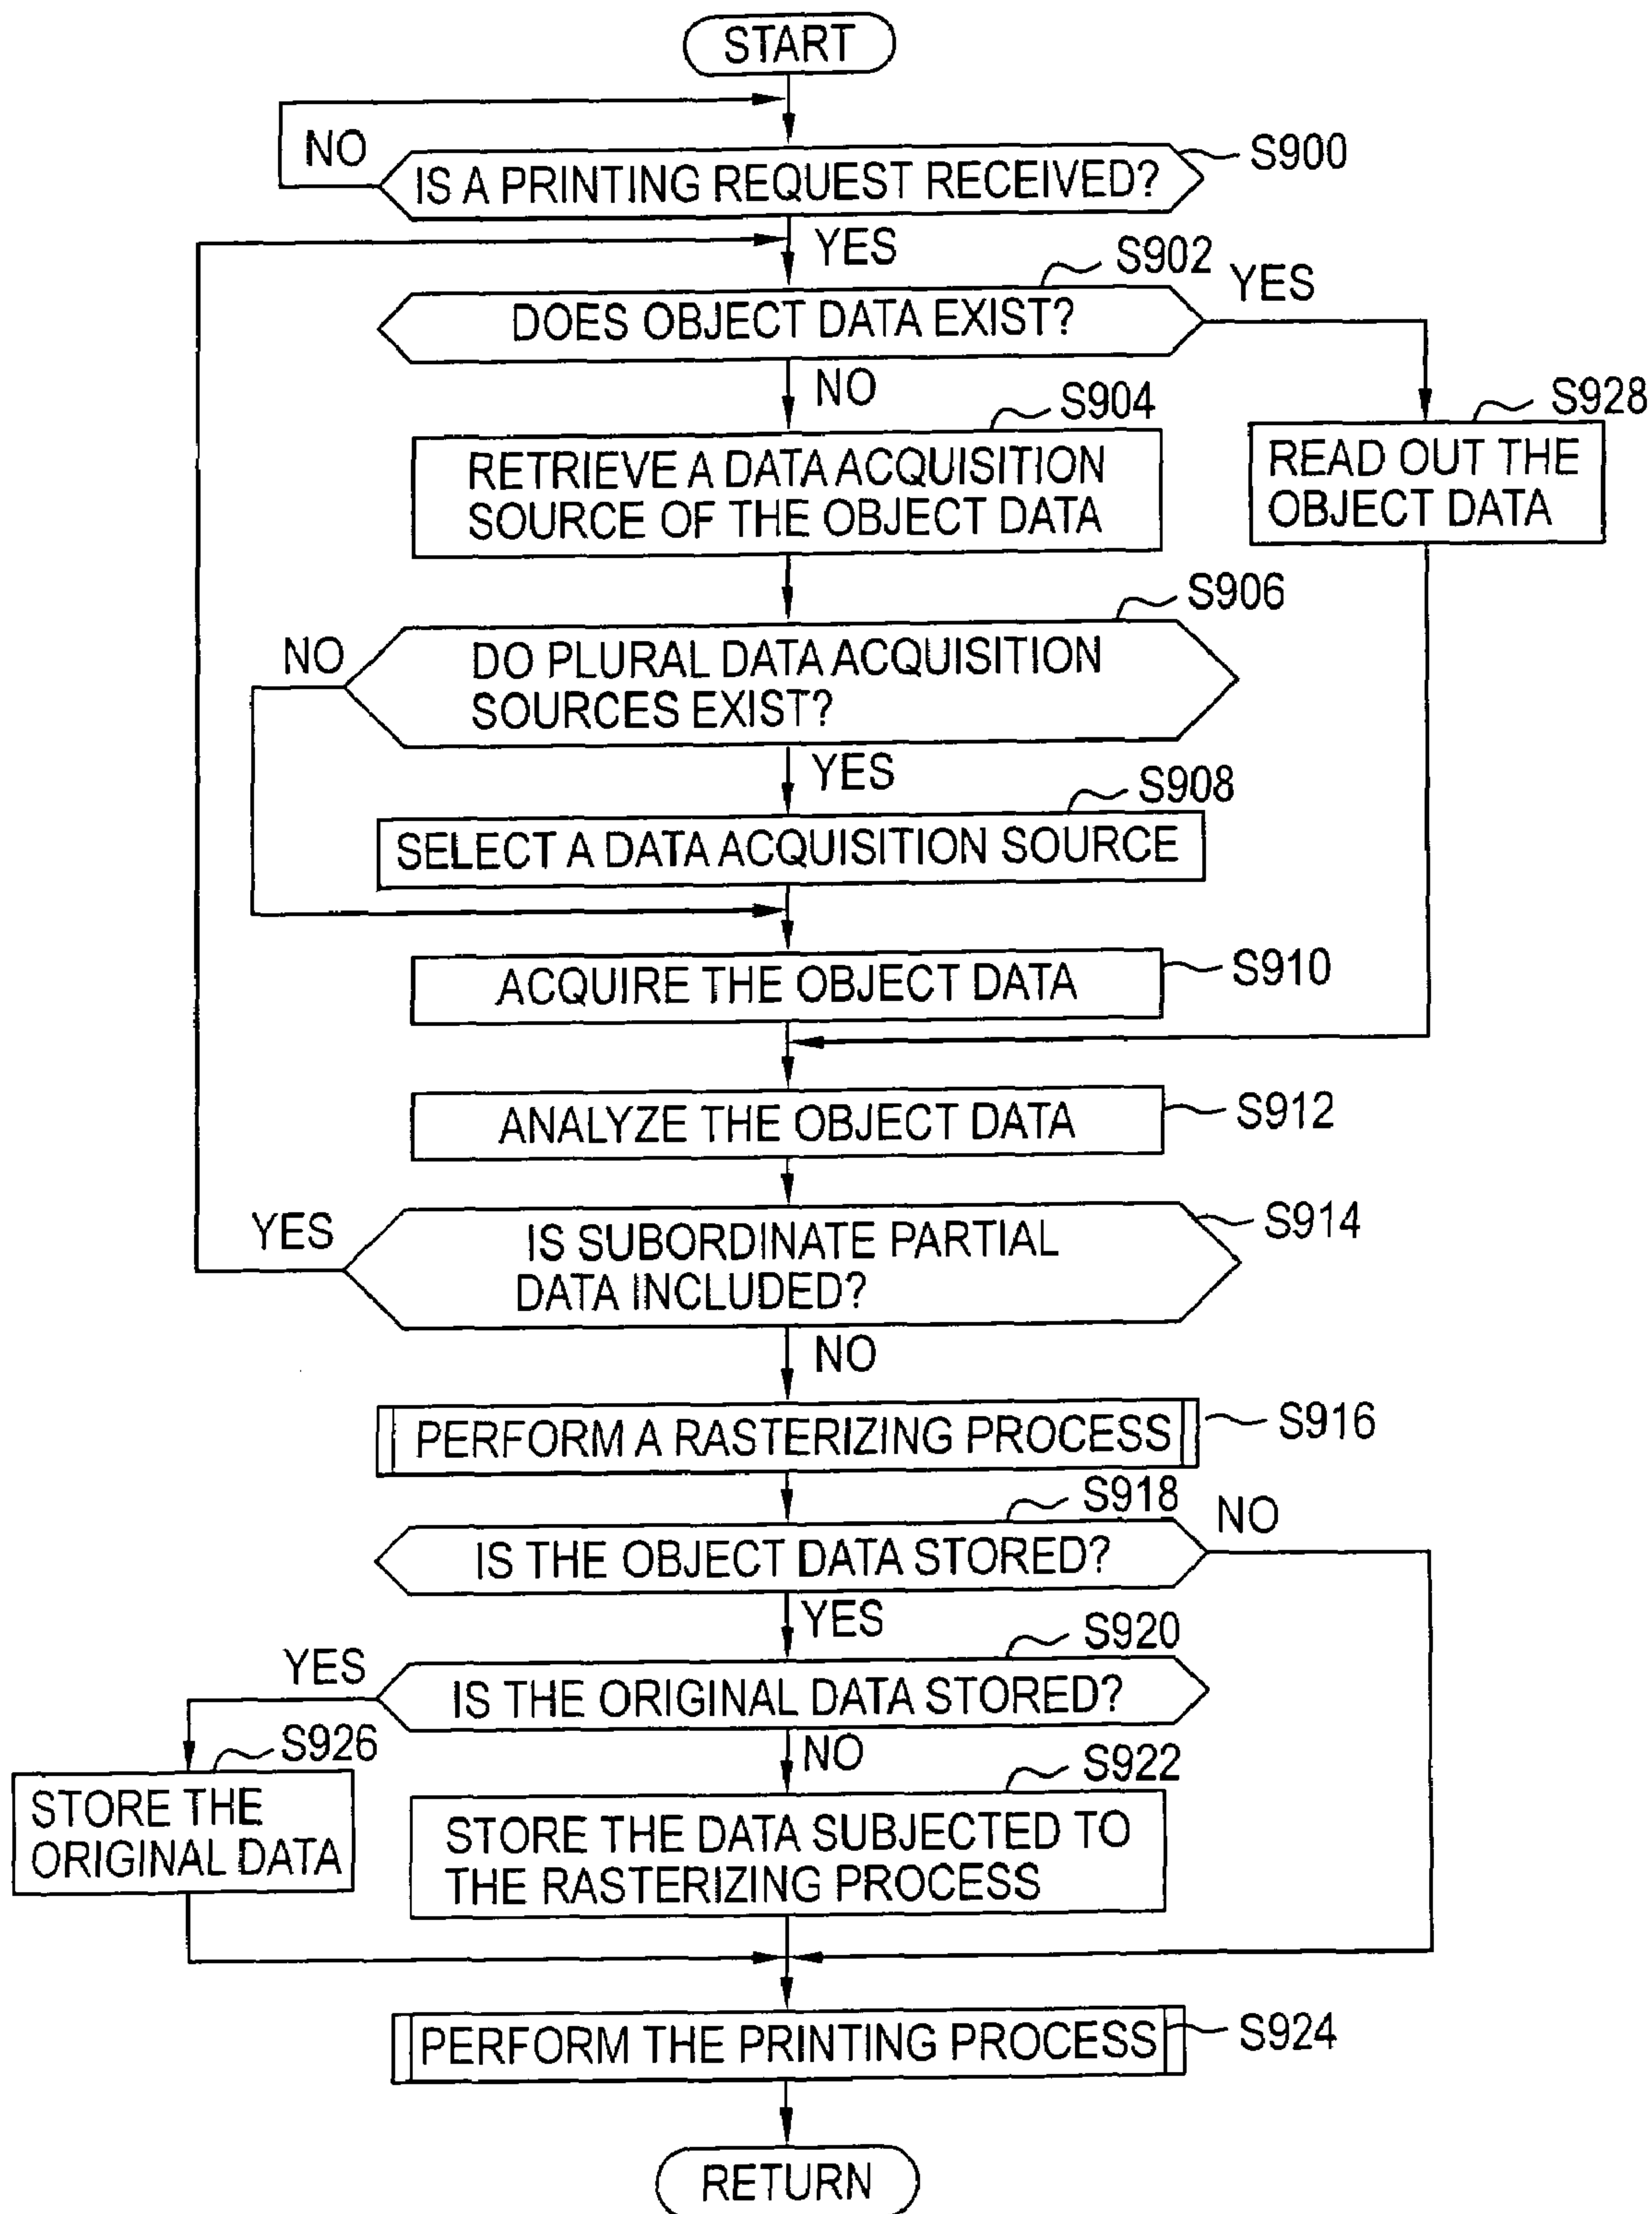 START
NO
IS A PRINTING REQUEST RECEIVED?
S900
YES
S902
YES
DOES OBJECT DATA EXIST?
NO
S904
S928
RETRIEVE A DATA ACQUISITION
SOURCE OF THE OBJECT DATA
READ OUT THE
OBJECT DATA
S906
NO
DO PLURAL DATA ACQUISITION
SOURCES EXIST?
YES
S908
SELECT A DATA ACQUISITION SOURCE
ACQUIRE THE OBJECT DATA
S910
ANALYZE THE OBJECT DATA
S912
YES
IS SUBORDINATE PARTIAL
DATA INCLUDED?
S914
NO
PERFORM A RASTERIZING PROCESS
S916
S918
NO
IS THE OBJECT DATA STORED?
YES
S920
YES
IS THE ORIGINAL DATA STORED?
S926
NO
S922
STORE THE
ORIGINAL DATA
STORE THE DATA SUBJECTED TO
THE RASTERIZING PROCESS
PERFORM THE PRINTING PROCESS
S924
RETURN